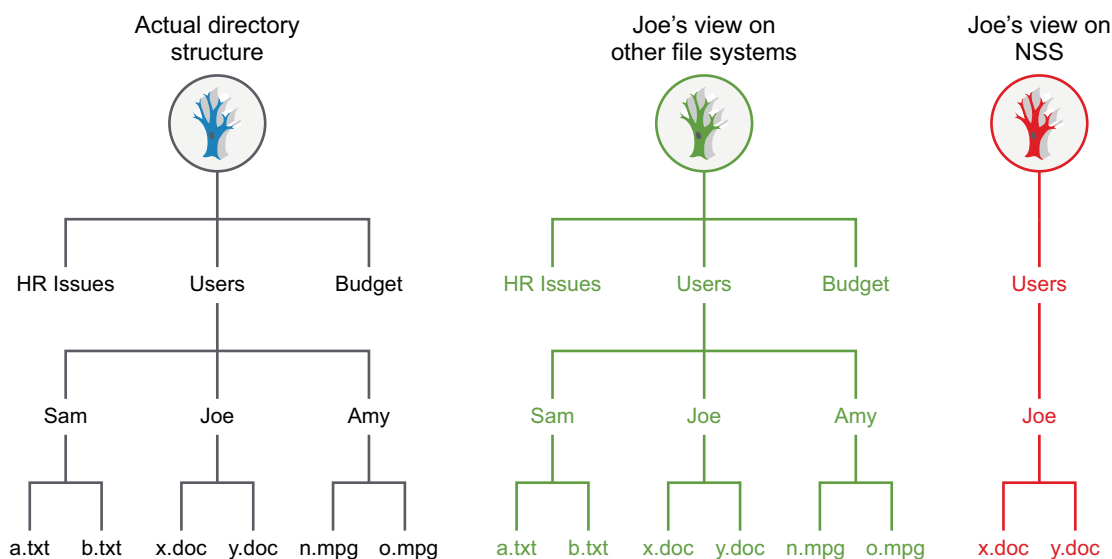 Actual directory
structure
Joe's view on
other file systems
Joe's view on
NSS
HR Issues
Users
Budget
HR Issues
Users
Budget
Users
Sam
Joe
Amy
Sam
Joe
Amy
Joe
a.txt
b.txt
x.doc
y.doc
n.mpg
o.mpg
a.txt
b.txt
x.doc
y.doc
n.mpg
o.mpg
x.doc
y.doc